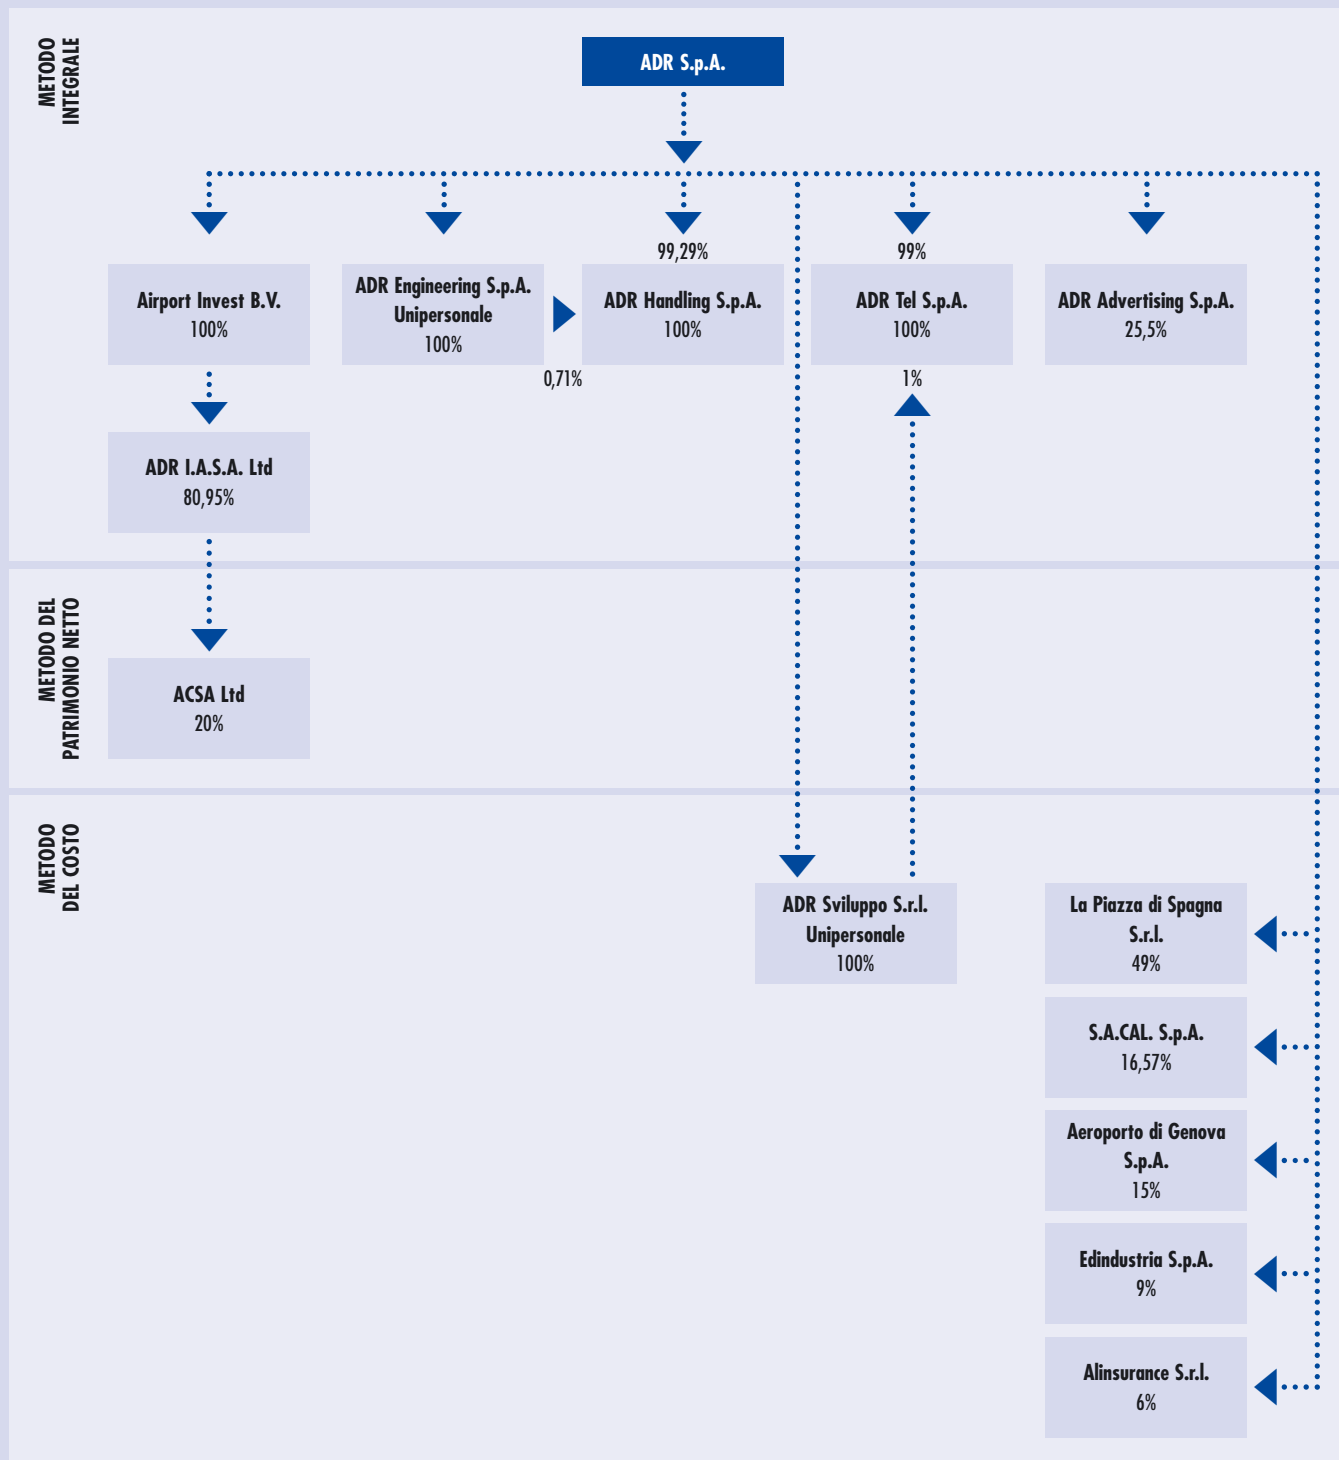 METODO
INTEGRALE
ADR S.p.A.
99,29%
99%
Airport Invest B.V.
100%
ADR Engineering S.p.A.
Unipersonale
100%
ADR Handling S.p.A.
100%
ADR Tel S.p.A.
100%
ADR Advertising S.p.A.
25,5%
0,71%
1%
ADR I.A.S.A. Ltd
80,95%
METODO DEL
PATRIMONIO NETTO
ACSA Ltd
20%
METODO
DEL COSTO
ADR Sviluppo S.r.l.
Unipersonale
100%
La Piazza di Spagna
S.r.l.
49%
S.A.CAL. S.p.A.
16,57%
Aeroporto di Genova
S.p.A.
15%
Edindustria S.p.A.
9%
Alinsurance S.r.l.
6%